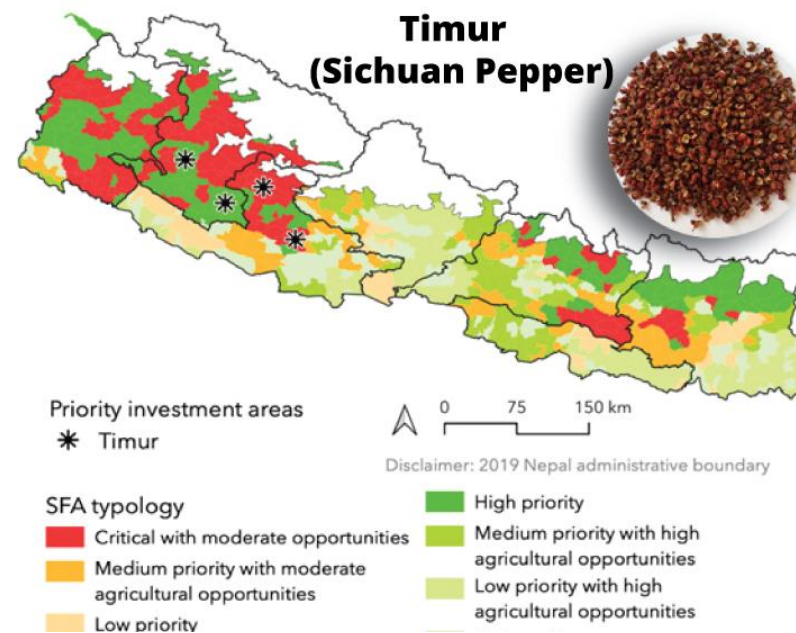 Timur
(Sichuan Pepper)
Priority investment areas
Timur
0 75 150 km
Disclaimer: 2019 Nepal administrative boundary
SFA typology
Critical with moderate opportunities
Medium priority with moderate
agricultural opportunities
Low priority
High priority
Medium priority with high
agricultural opportunities
Low priority with high
agricultural opportunities